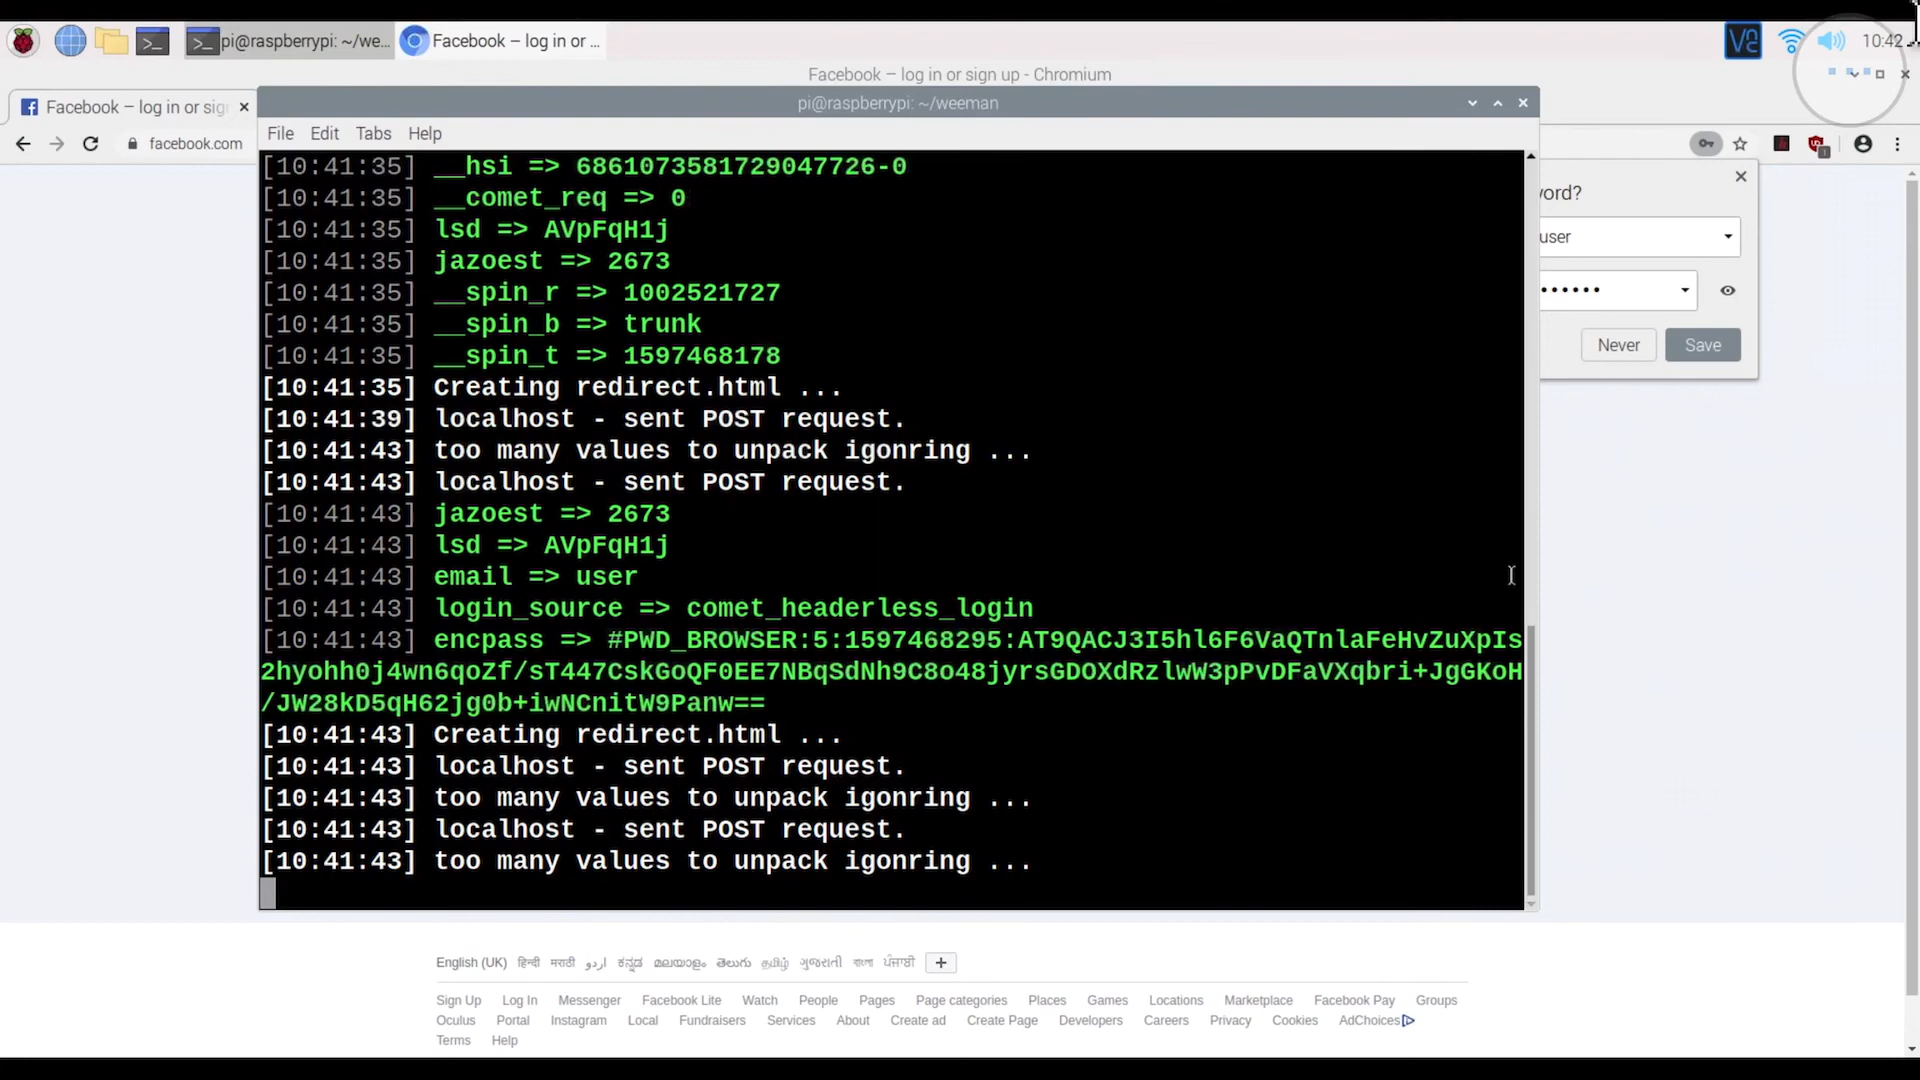 pi@raspberrypi: ~/we...
Facebook – log in or ...
10:42
Facebook – log in or sign up - Chromium
Facebook – log in or sig
pi@raspberrypi: ~/weeman
facebook.com
File Edit Tabs Help
[10:41:35] __hsi => 6861073581729047726-0
[10:41:35] __comet_req => 0
[10:41:35] lsd => AVpFqH1j
[10:41:35] jazoest => 2673
[10:41:35] __spin_r => 1002521727
[10:41:35] __spin_b => trunk
[10:41:35] __spin_t => 1597468178
[10:41:35] Creating redirect.html ...
[10:41:39] localhost - sent POST request.
[10:41:43] too many values to unpack igonring ...
[10:41:43] localhost - sent POST request.
[10:41:43] jazoest => 2673
[10:41:43] lsd => AVpFqH1j
[10:41:43] email => user
[10:41:43] login_source => comet_headerless_login
[10:41:43] encpass => #PWD_BROWSER:5:1597468295:AT9QACJ3I5hl6F6VaQTnlaFeHvZuXpIs
2hyohh0j4wn6qoZf/sT447CskGoQF0EE7NBqSdNh9C8o48jyrsGDOXdRzlwW3pPvDFaVXqbri+JgGKoH
/JW28kD5qH62jg0b+iwNCnitW9Panw==
[10:41:43] Creating redirect.html ...
[10:41:43] localhost - sent POST request.
[10:41:43] too many values to unpack igonring ...
[10:41:43] localhost - sent POST request.
[10:41:43] too many values to unpack igonring ...
word?
user
Never Save
English (UK) हिन्दी मराठी اردو ಕನ್ನಡ മലയാളം తెలుగు தமிழ் ગુજરાતી বাংলা ਪੰਜਾਬੀ +
Sign Up Log In Messenger Facebook Lite Watch People Pages Page categories Places Games Locations Marketplace Facebook Pay Groups
Oculus Portal Instagram Local Fundraisers Services About Create ad Create Page Developers Careers Privacy Cookies AdChoices
Terms Help